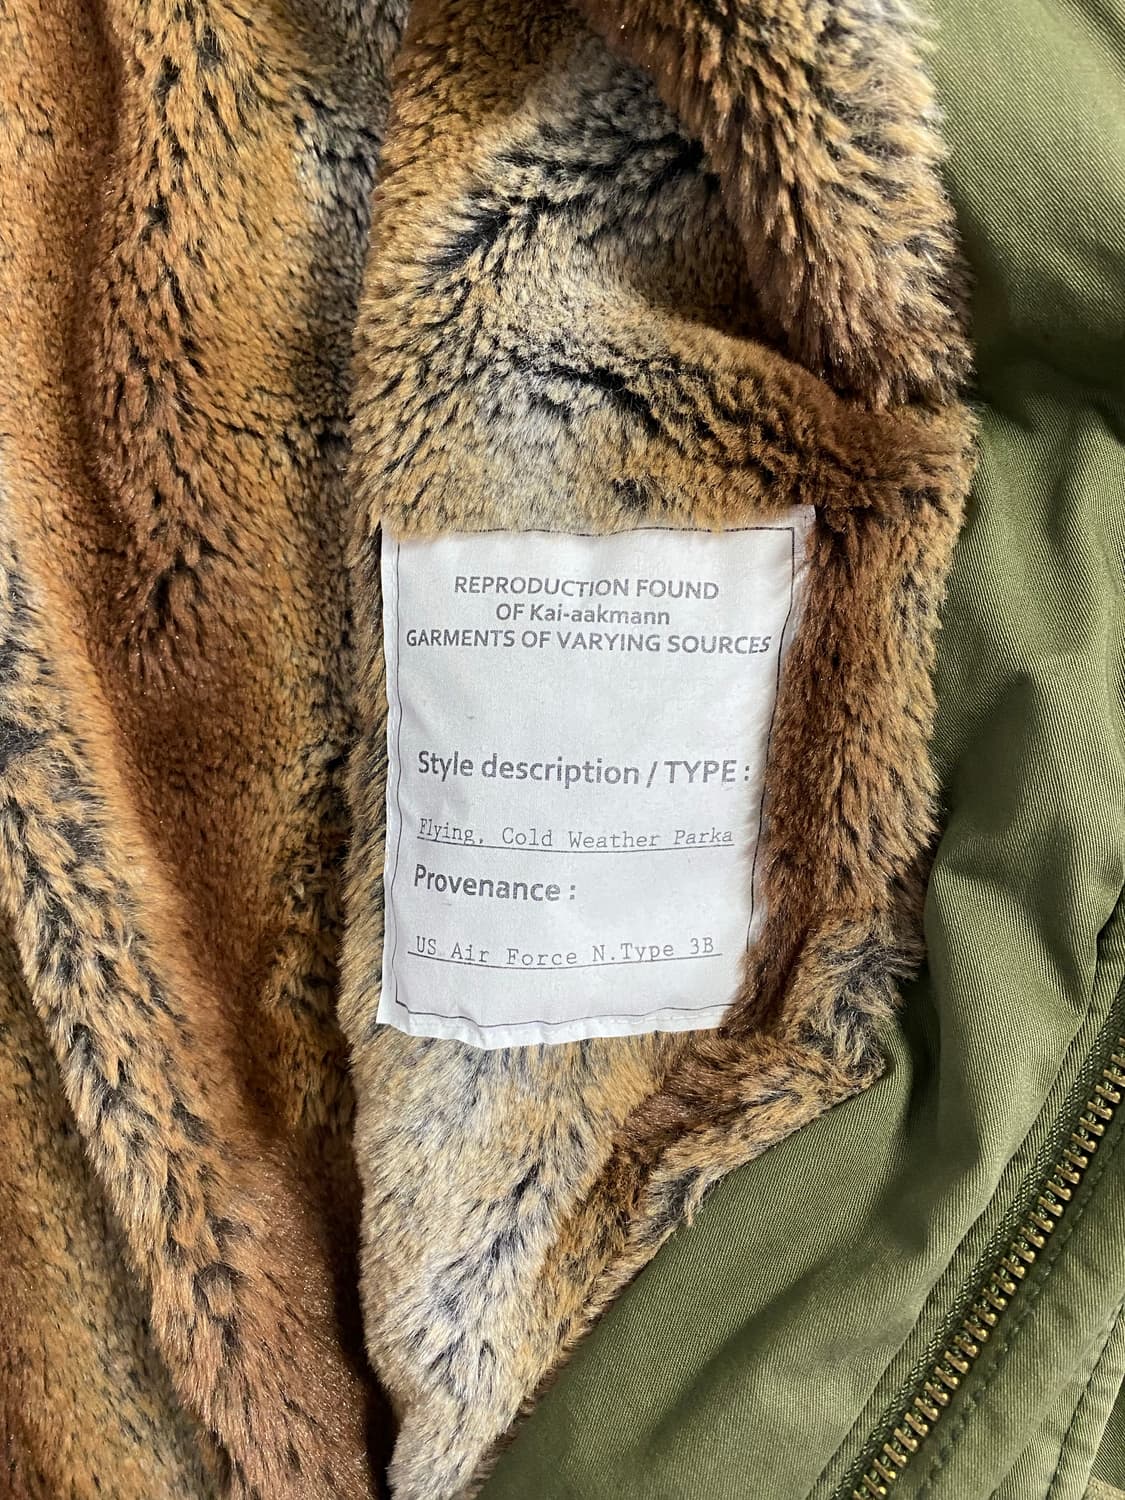 REPRODUCTION FOUND
OF Kai-aakmann
GARMENTS OF VARYING SOURCES
Style description / TYPE :
Flying, Cold Weather Parka
Provenance :
US Air Force N.Type 3B